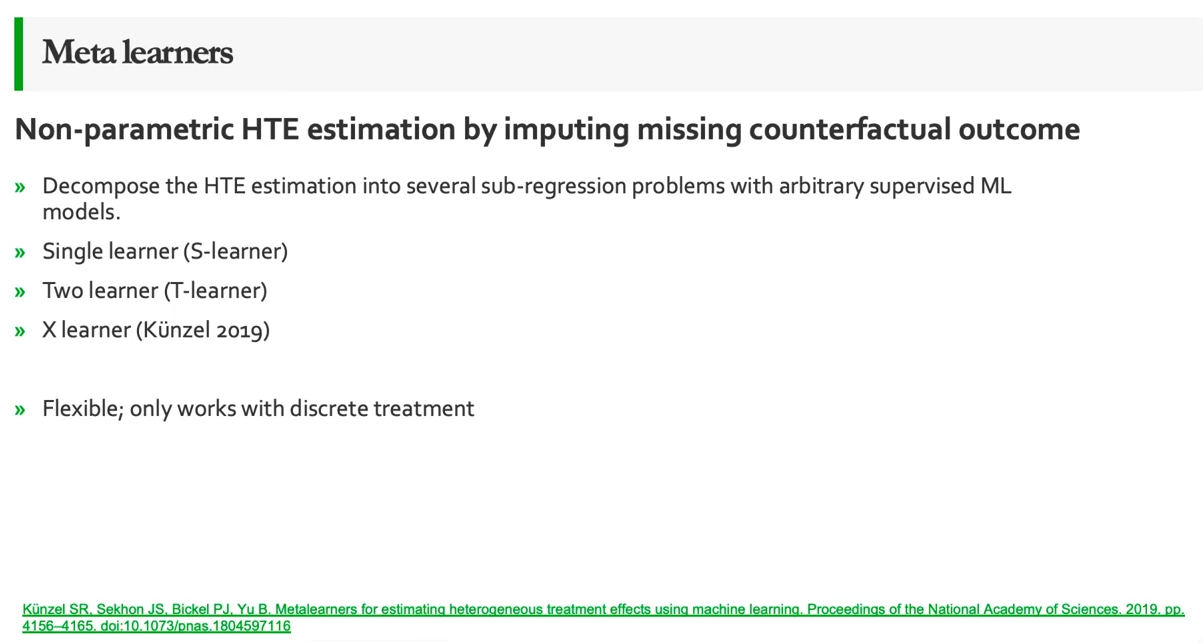 Meta learners
Non-parametric HTE estimation by imputing missing counterfactual outcome
» Decompose the HTE estimation into several sub-regression problems with arbitrary supervised ML
models.
» Single learner (S-learner)
» Two learner (T-learner)
» X learner (Künzel 2019)
» Flexible; only works with discrete treatment
Künzel SR, Sekhon JS, Bickel PJ, Yu B. Metalearners for estimating heterogeneous treatment effects using machine learning. Proceedings of the National Academy of Sciences. 2019. pp.
4156–4165. doi:10.1073/pnas.1804597116